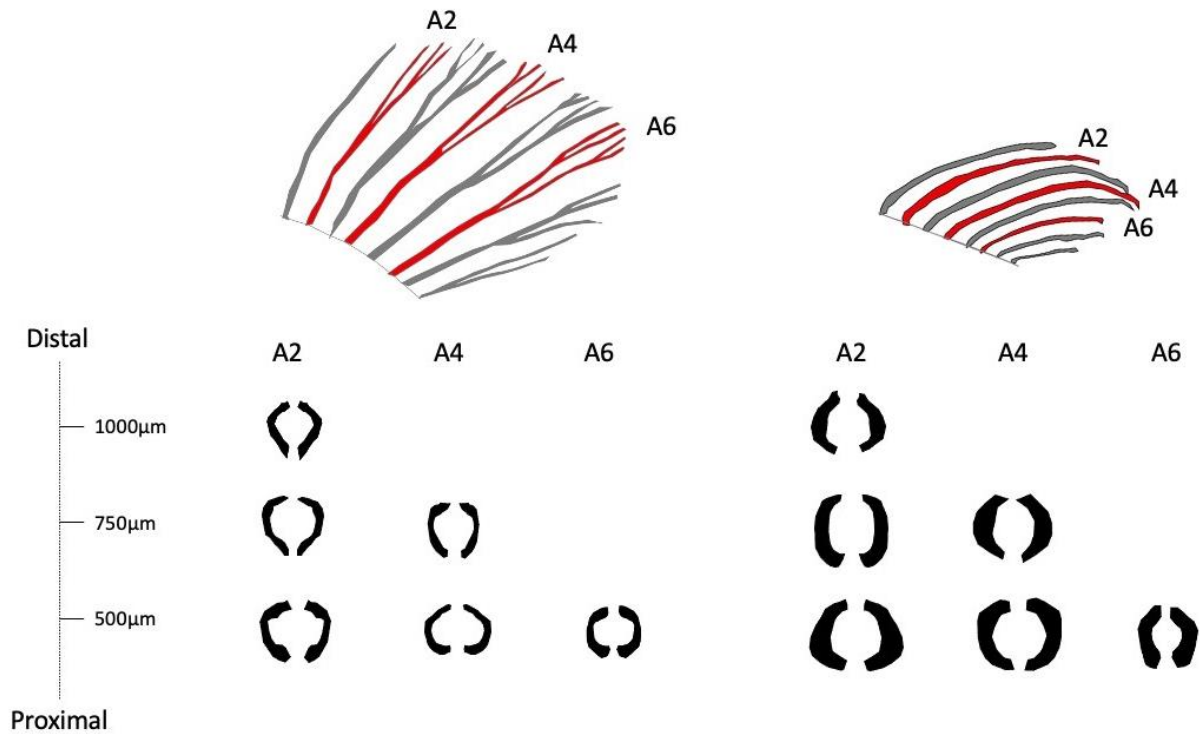 A2
A4
A6
A2
A4
A6
Distal
A2 A4 A6 A2 A4 A6
1000µm
750µm
500µm
Proximal